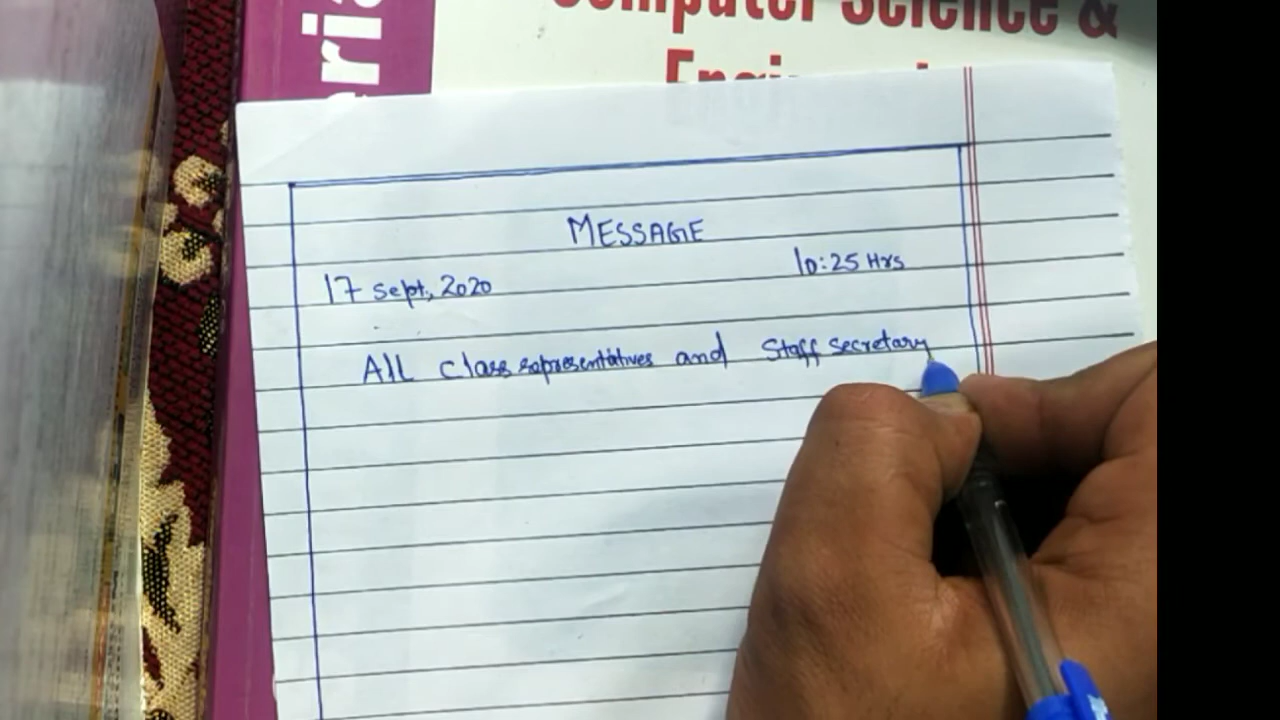 Computer Science &
MESSAGE
17 Sept, 2020 10:25 Hrs
All Class representatives and Staff secretary